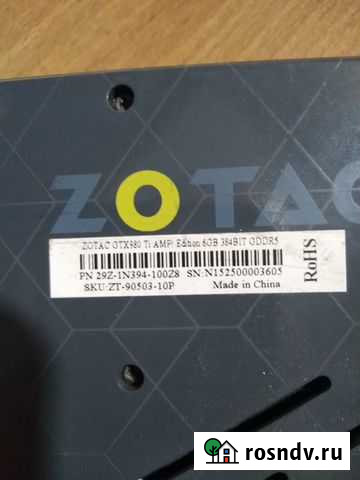 ZOTAC
ZOTAC GTX980 Ti AMP! Edition 6GB 384BIT GDDR5
PN 29Z-1N394-100Z8 SN:N152500003605
SKU:ZT-90503-10P Made in China
RoHS
rosndv.ru